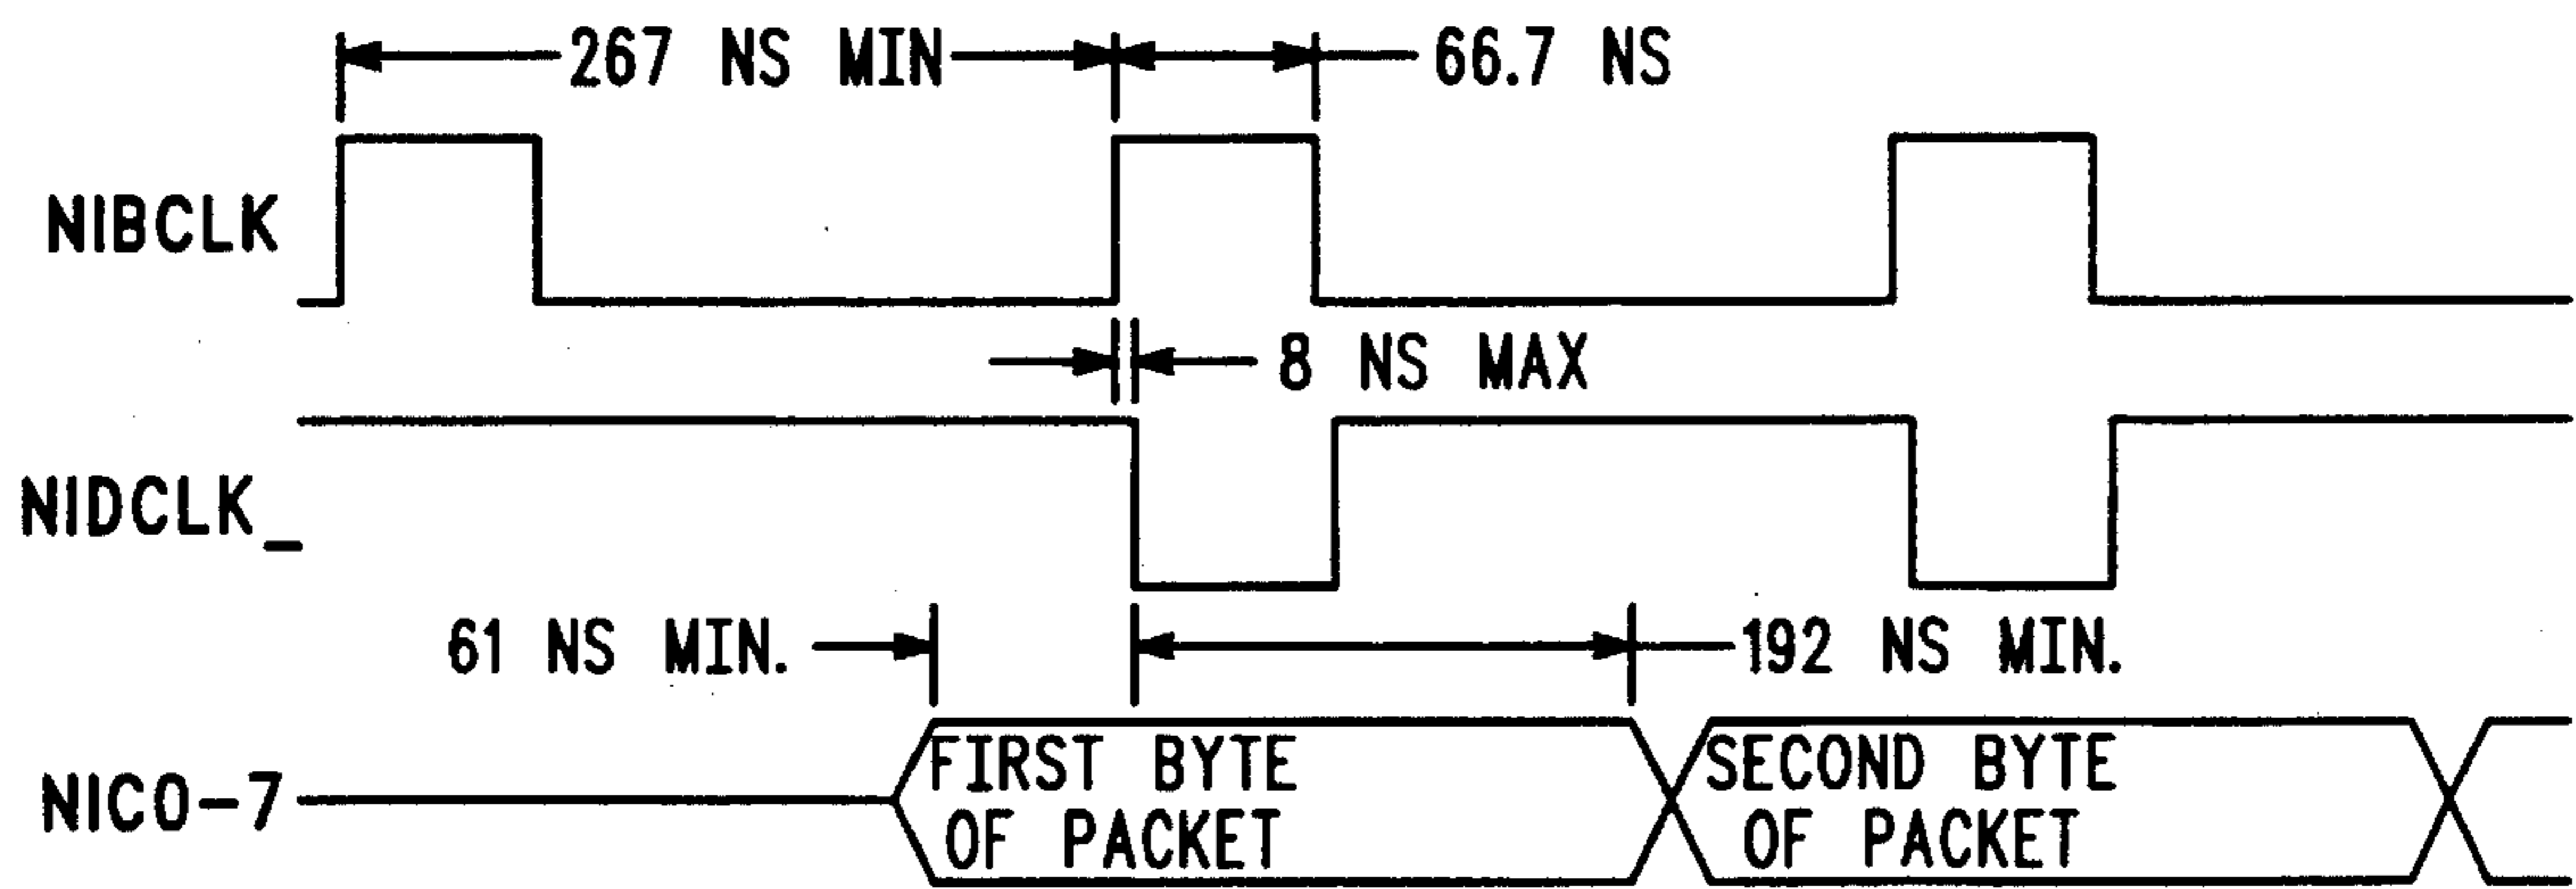 267 NS MIN 66.7 NS
NIBCLK
8 NS MAX
NIDCLK_
61 NS MIN. 192 NS MIN.
FIRST BYTE SECOND BYTE
NIC0-7
OF PACKET OF PACKET